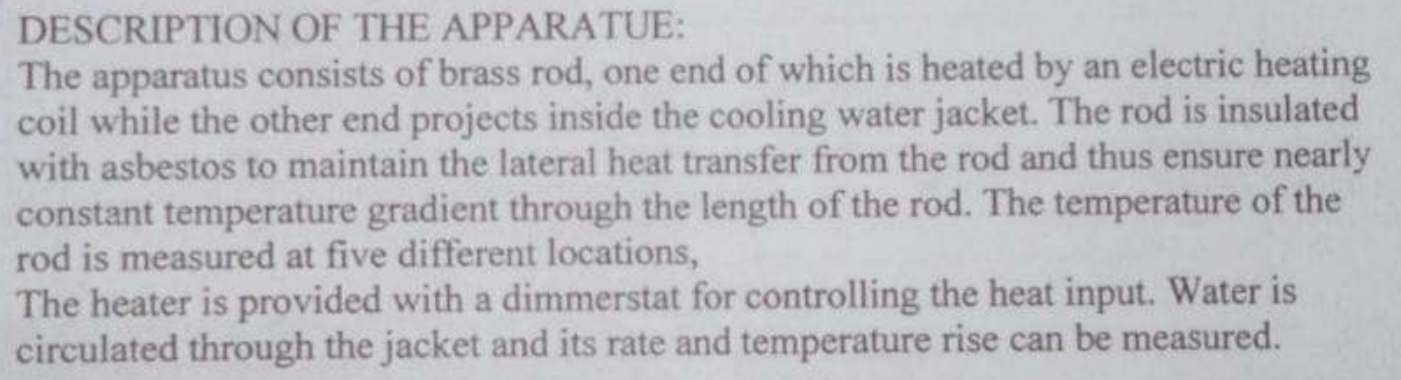 DESCRIPTION OF THE APPARATUE:
The apparatus consists of brass rod, one end of which is heated by an electric heating
coil while the other end projects inside the cooling water jacket. The rod is insulated
with asbestos to maintain the lateral heat transfer from the rod and thus ensure nearly
constant temperature gradient through the length of the rod. The temperature of the
rod is measured at five different locations,
The heater is provided with a dimmerstat for controlling the heat input. Water is
circulated through the jacket and its rate and temperature rise can be measured.